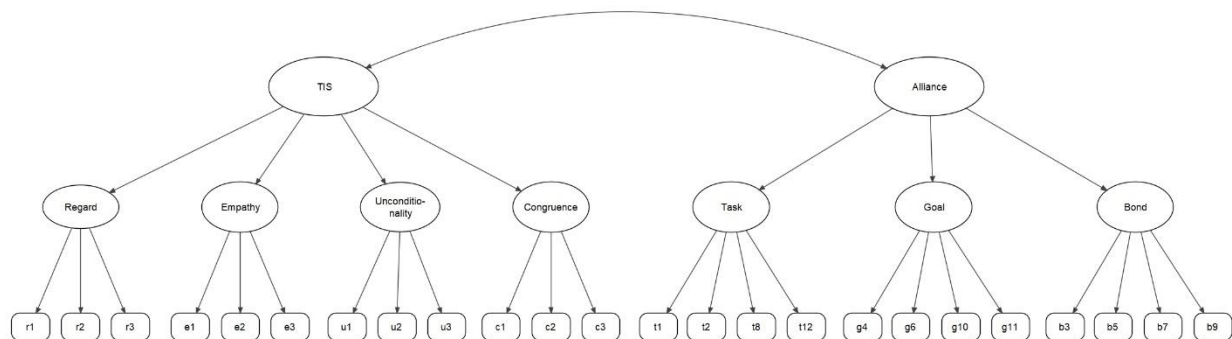 TIS
Alliance
Regard
Empathy
Unconditio-
nality
Congruence
Task
Goal
Bond
r1
r2
r3
e1
e2
e3
u1
u2
u3
c1
c2
c3
t1
t2
t8
t12
g4
g6
g10
g11
b3
b5
b7
b9